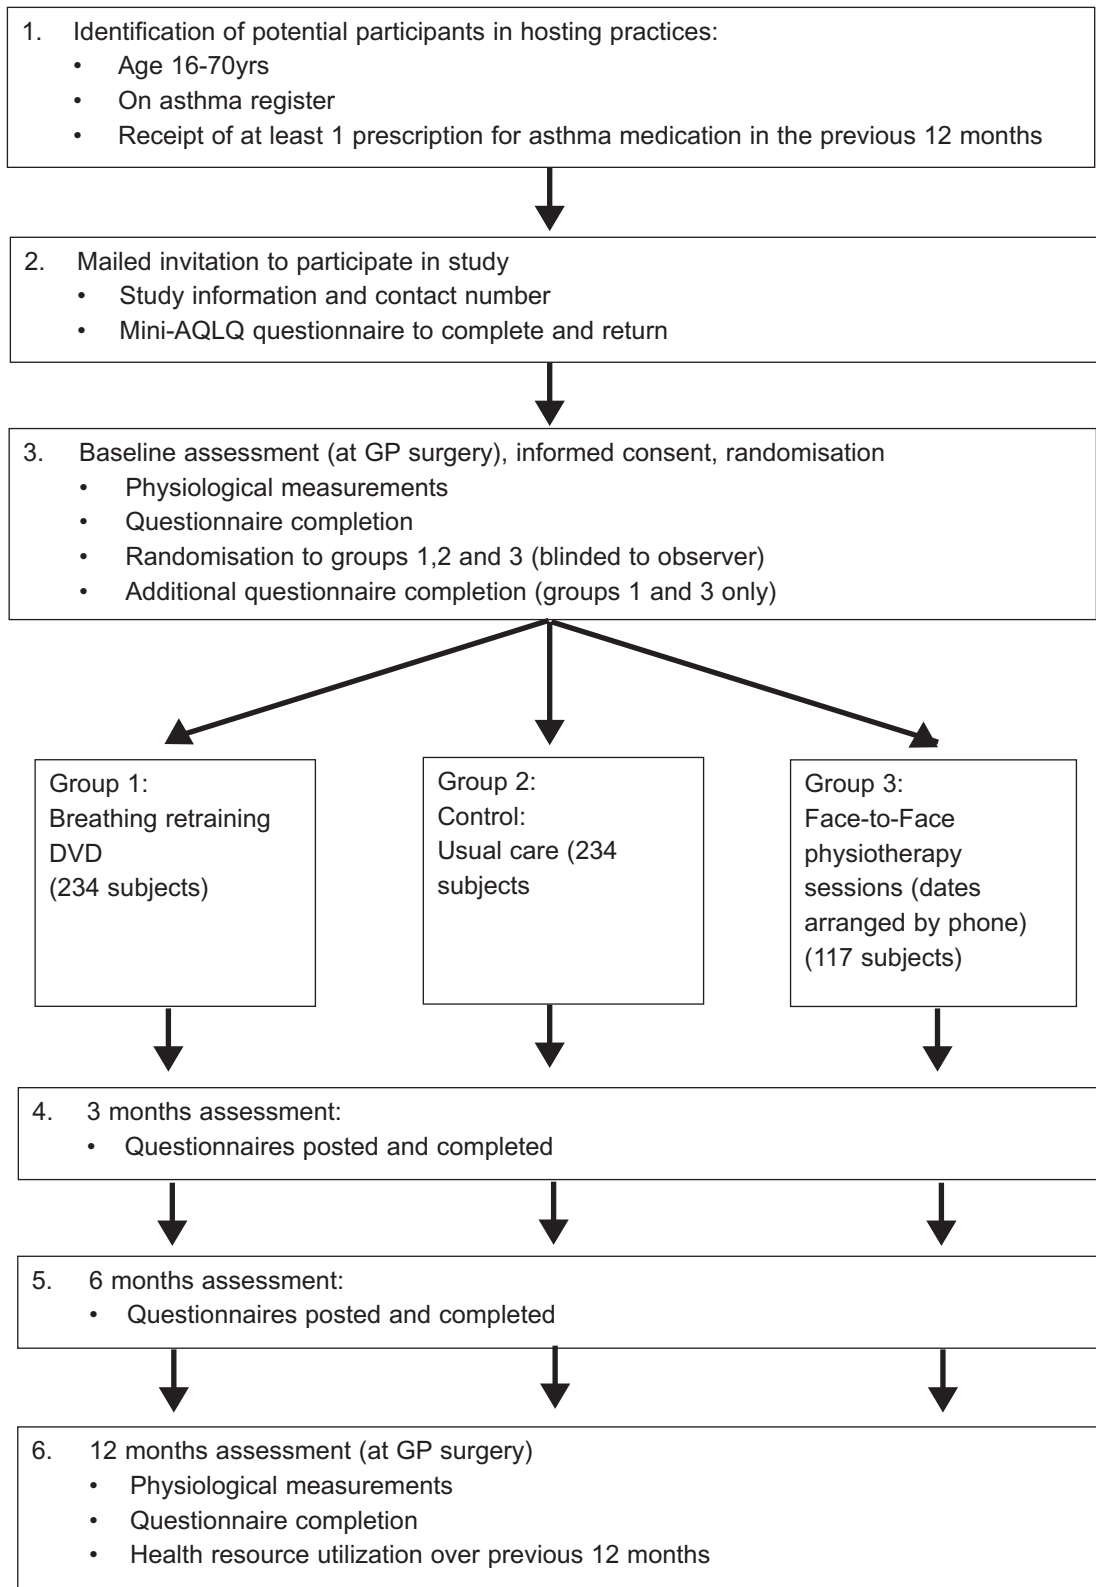 1. Identification of potential participants in hosting practices:
• Age 16-70yrs
• On asthma register
• Receipt of at least 1 prescription for asthma medication in the previous 12 months
2. Mailed invitation to participate in study
• Study information and contact number
• Mini-AQLQ questionnaire to complete and return
3. Baseline assessment (at GP surgery), informed consent, randomisation
• Physiological measurements
• Questionnaire completion
• Randomisation to groups 1,2 and 3 (blinded to observer)
• Additional questionnaire completion (groups 1 and 3 only)
Group 1:
Breathing retraining
DVD
(234 subjects)
Group 2:
Control:
Usual care (234
subjects
Group 3:
Face-to-Face
physiotherapy
sessions (dates
arranged by phone)
(117 subjects)
4. 3 months assessment:
• Questionnaires posted and completed
5. 6 months assessment:
• Questionnaires posted and completed
6. 12 months assessment (at GP surgery)
• Physiological measurements
• Questionnaire completion
• Health resource utilization over previous 12 months